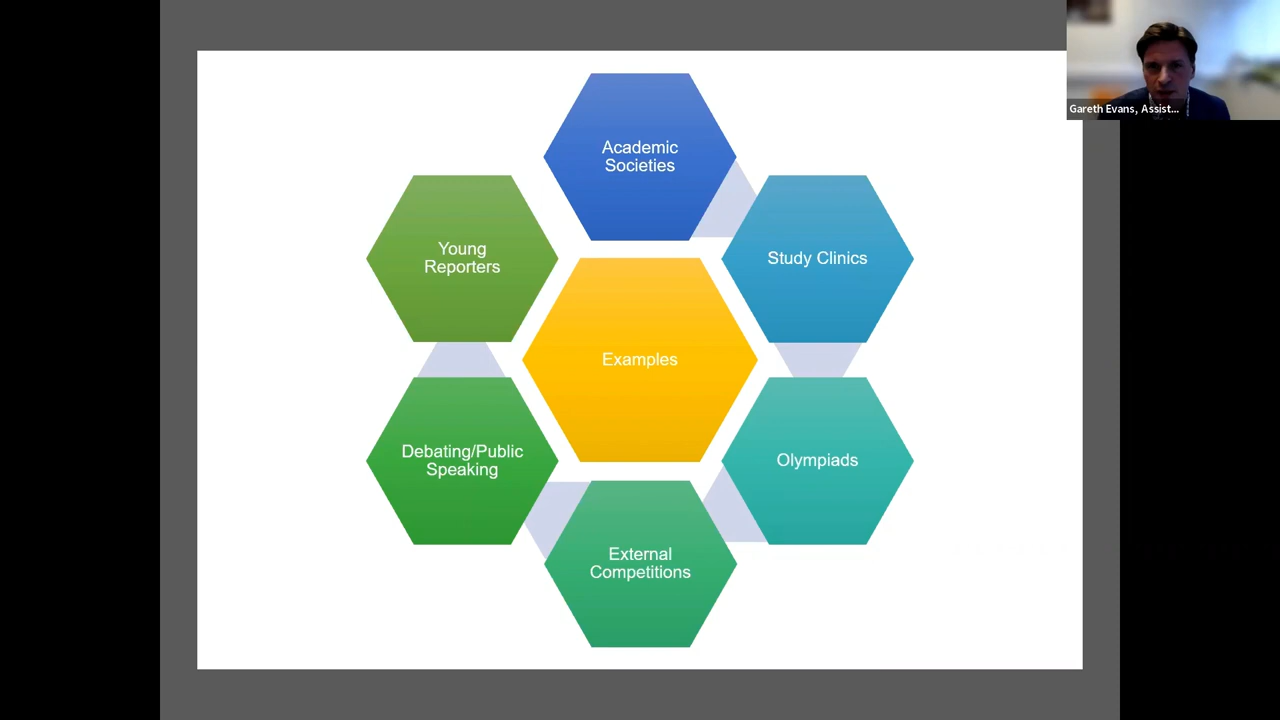 Gareth Evans, Assist...
Academic
Societies
Young
Reporters
Study Clinics
Examples
Debating/Public
Speaking
Olympiads
External
Competitions